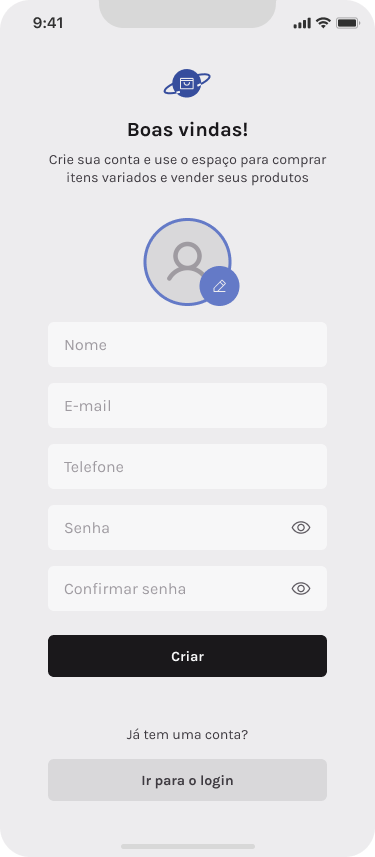 9:41
Boas vindas!
Crie sua conta e use o espaço para comprar
itens variados e vender seus produtos
Nome
E-mail
Telefone
Senha
Confirmar senha
Criar
Já tem uma conta?
Ir para o login